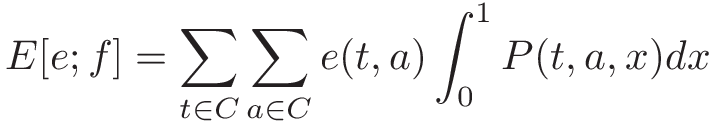 E[e; f] = \sum_{t \in C} \sum_{a \in C} e(t, a) \int_0^1 P(t, a, x)dx